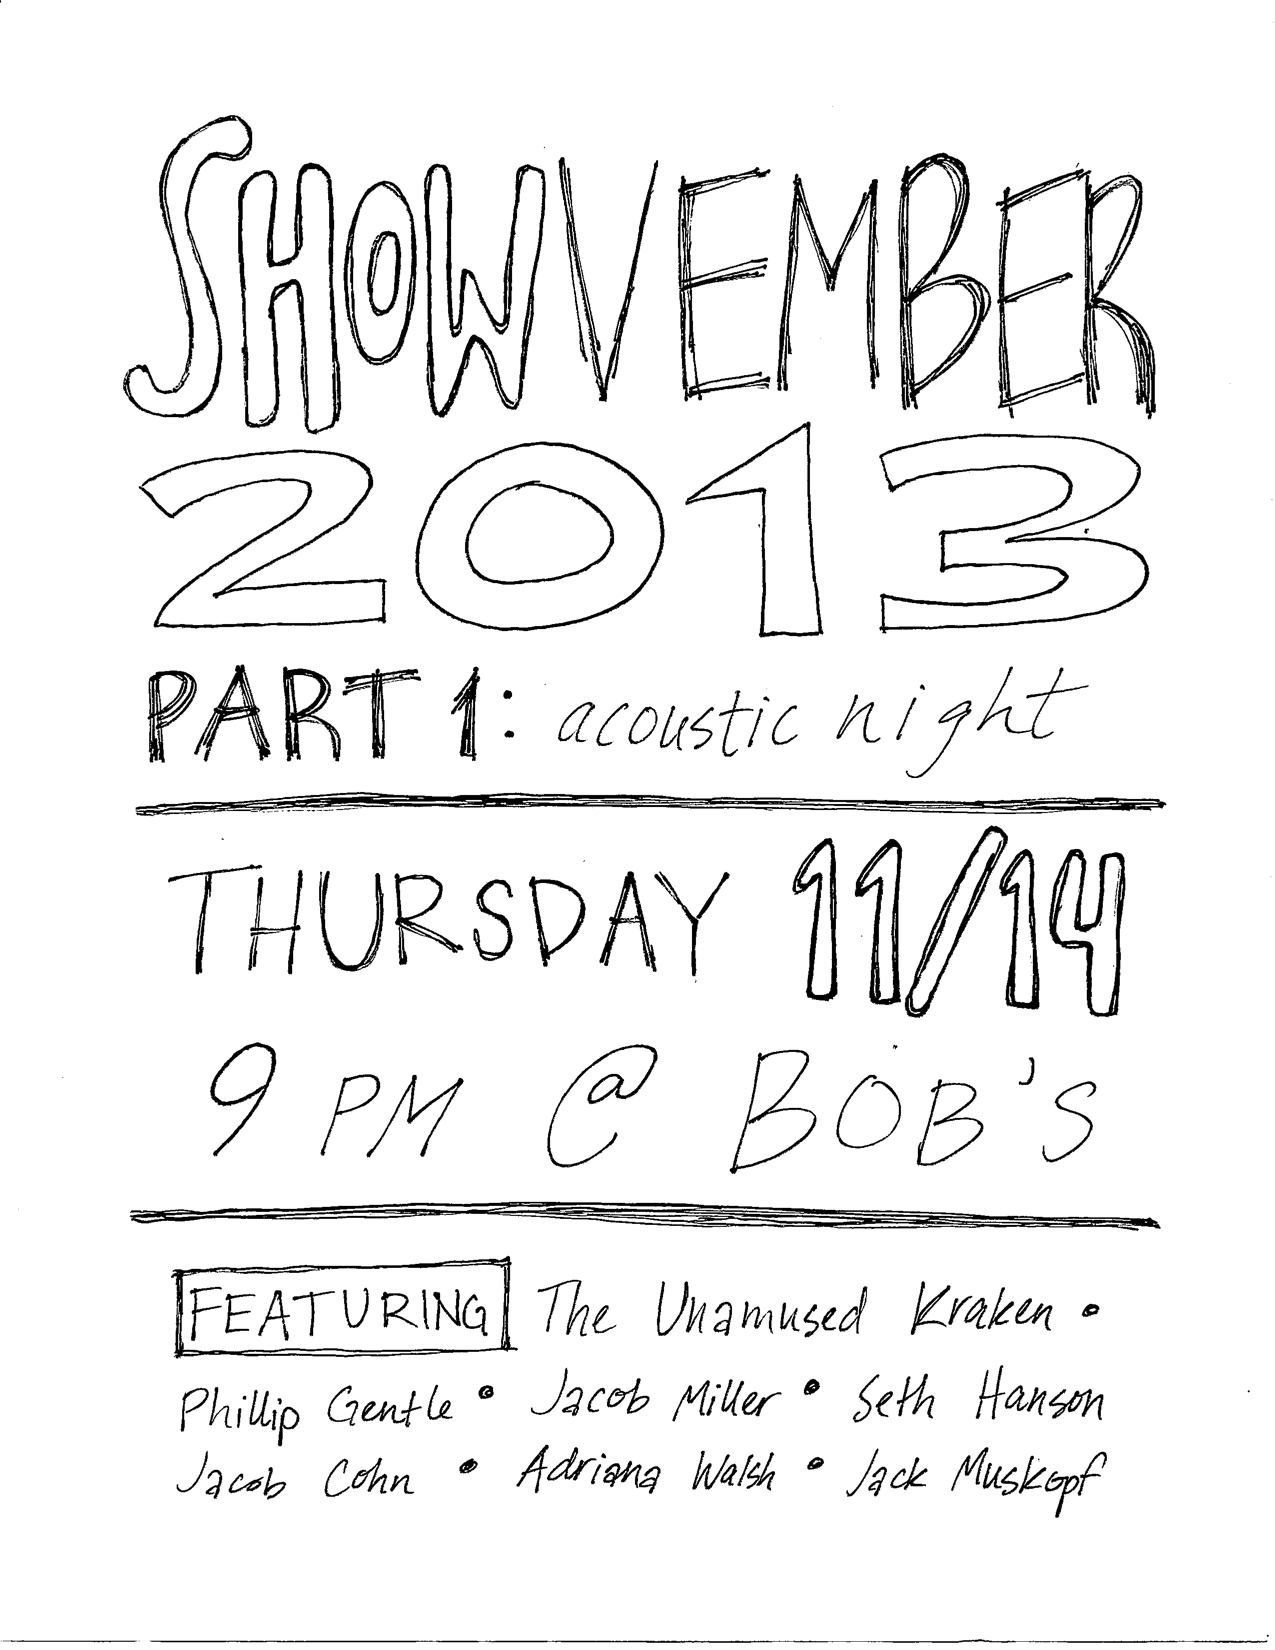 SHOWVEMBER
2013
PART 1: acoustic night
THURSDAY 11/14
9 PM @ BOB'S
FEATURING The Unamused Kraken •
Phillip Gentle • Jacob Miller • Seth Hanson
Jacob Cohn • Adriana Walsh • Jack Muskopf